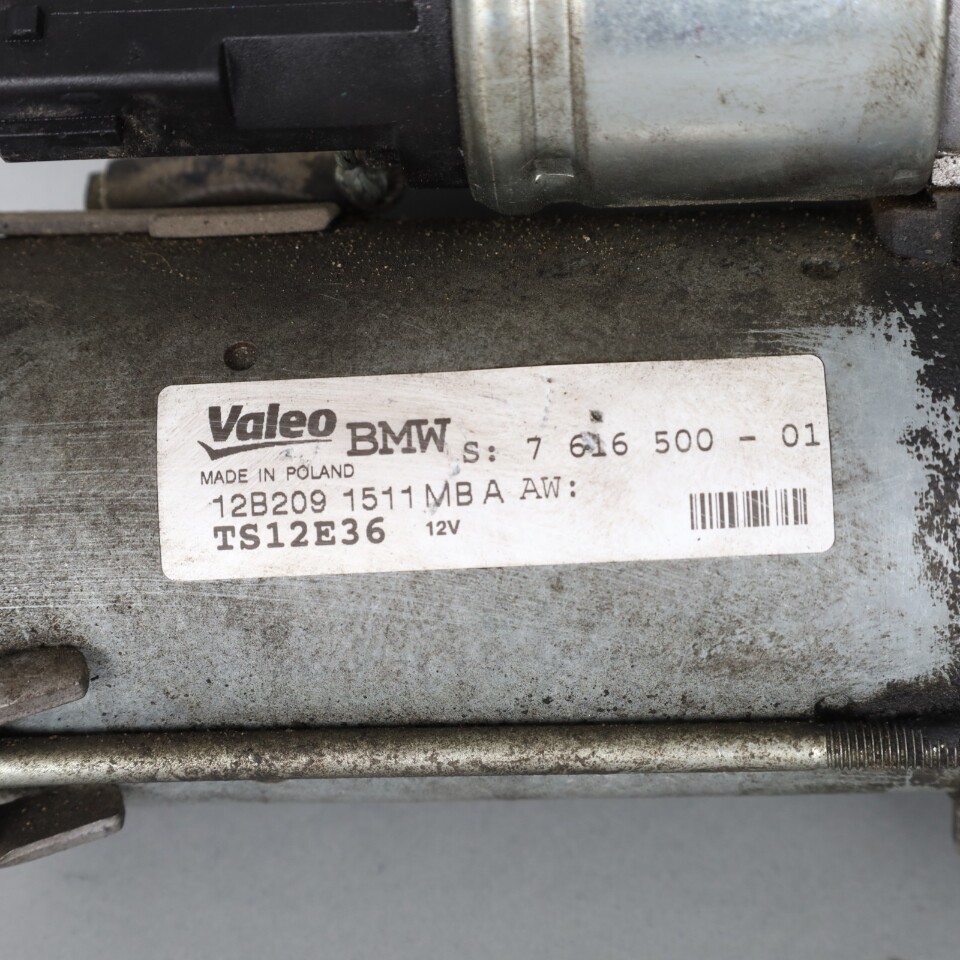 Valeo BMW S: 7 616 500 - 01
MADE IN POLAND
12B209 1511 MB A AW:
TS12E36 12V